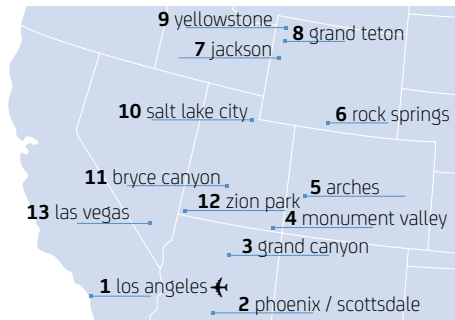 9 yellowstone
8 grand teton
7 jackson
10 salt lake city
6 rock springs
11 bryce canyon
5 arches
12 zion park
13 las vegas
4 monument valley
3 grand canyon
1 los angeles
2 phoenix / scottsdale